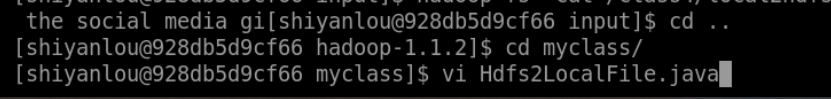 the social media gi[shiyanlou@928db5d9cf66 input]$ cd ..
[shiyanlou@928db5d9cf66 hadoop-1.1.2]$ cd myclass/
[shiyanlou@928db5d9cf66 myclass]$ vi Hdfs2LocalFile.java